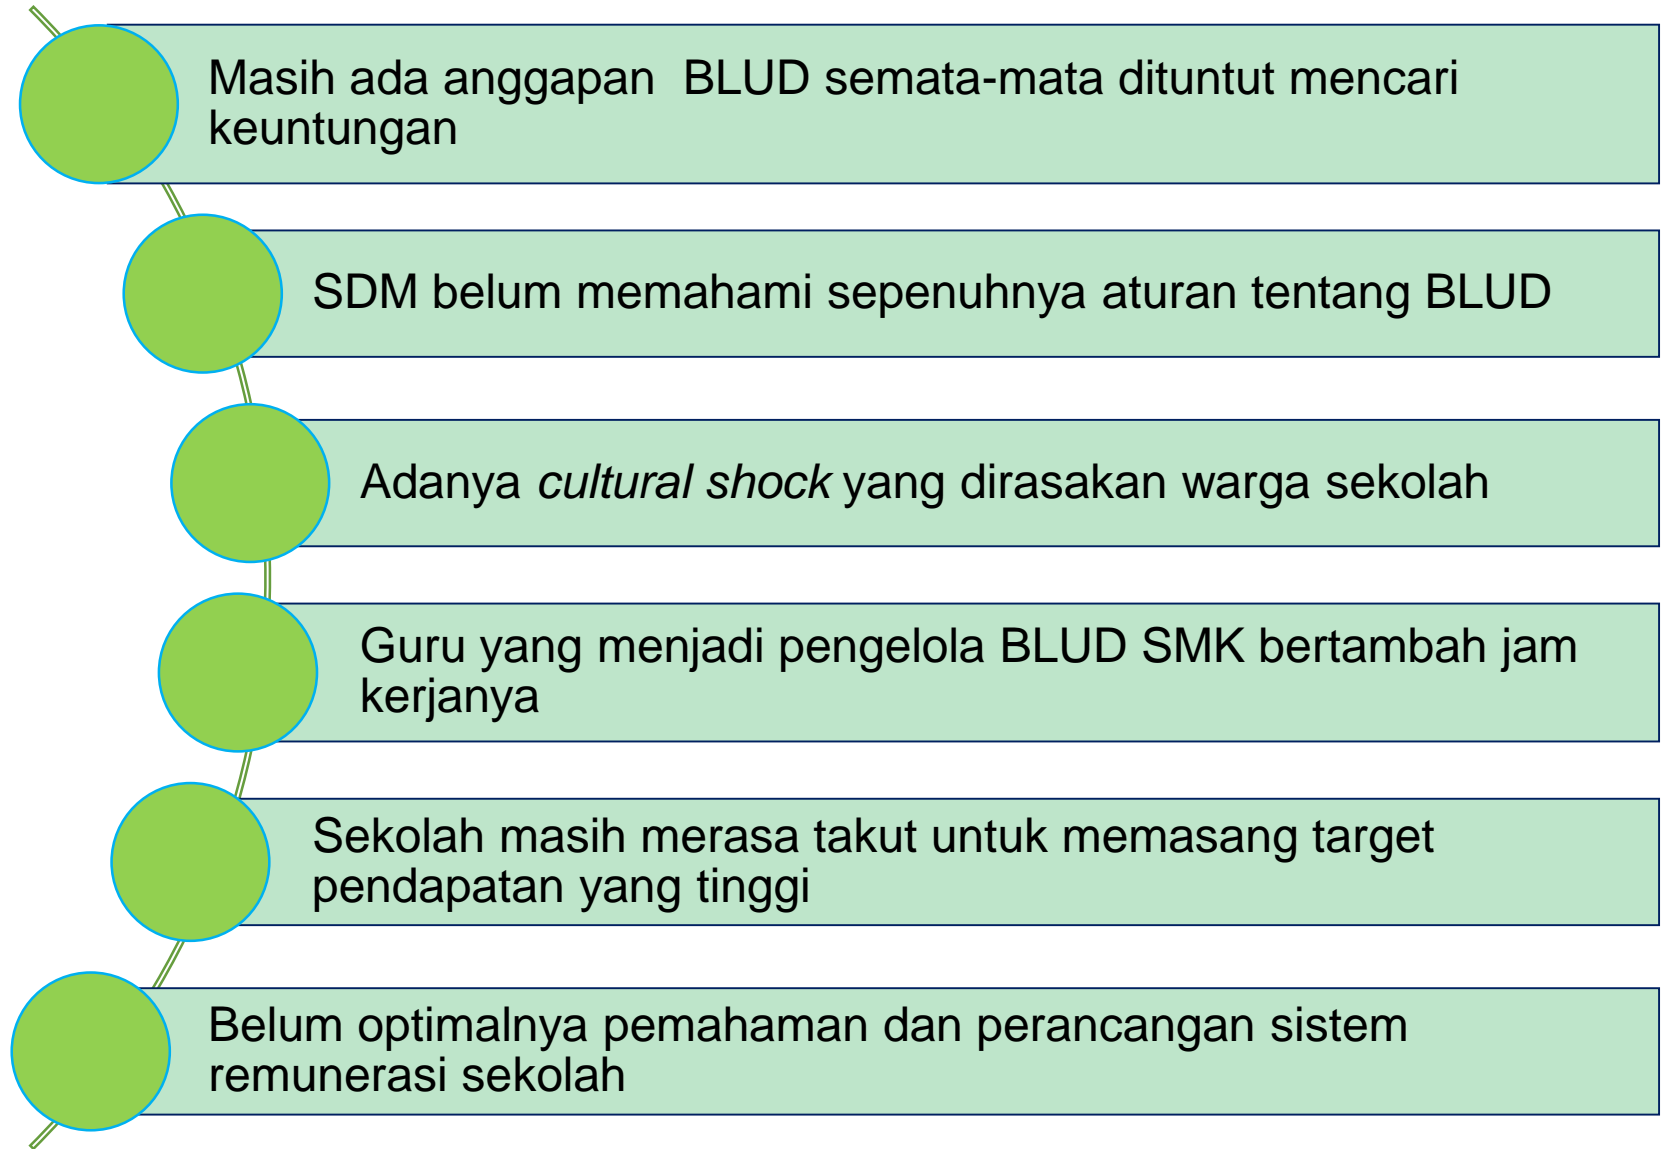 Masih ada anggapan  BLUD semata-mata dituntut mencari
keuntungan
SDM belum memahami sepenuhnya aturan tentang BLUD
Adanya cultural shock yang dirasakan warga sekolah
Guru yang menjadi pengelola BLUD SMK bertambah jam
kerjanya
Sekolah masih merasa takut untuk memasang target
pendapatan yang tinggi
Belum optimalnya pemahaman dan perancangan sistem
remunerasi sekolah